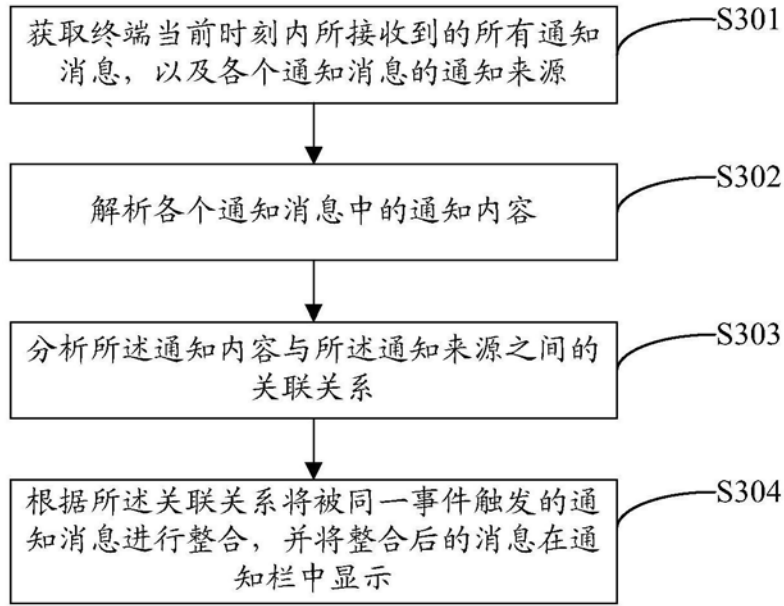 获取终端当前时刻内所接收到的所有通知
消息，以及各个通知消息的通知来源
S301
解析各个通知消息中的通知内容
S302
分析所述通知内容与所述通知来源之间的
关联关系
S303
根据所述关联关系将被同一事件触发的通
知消息进行整合，并将整合后的消息在通
知栏中显示
S304